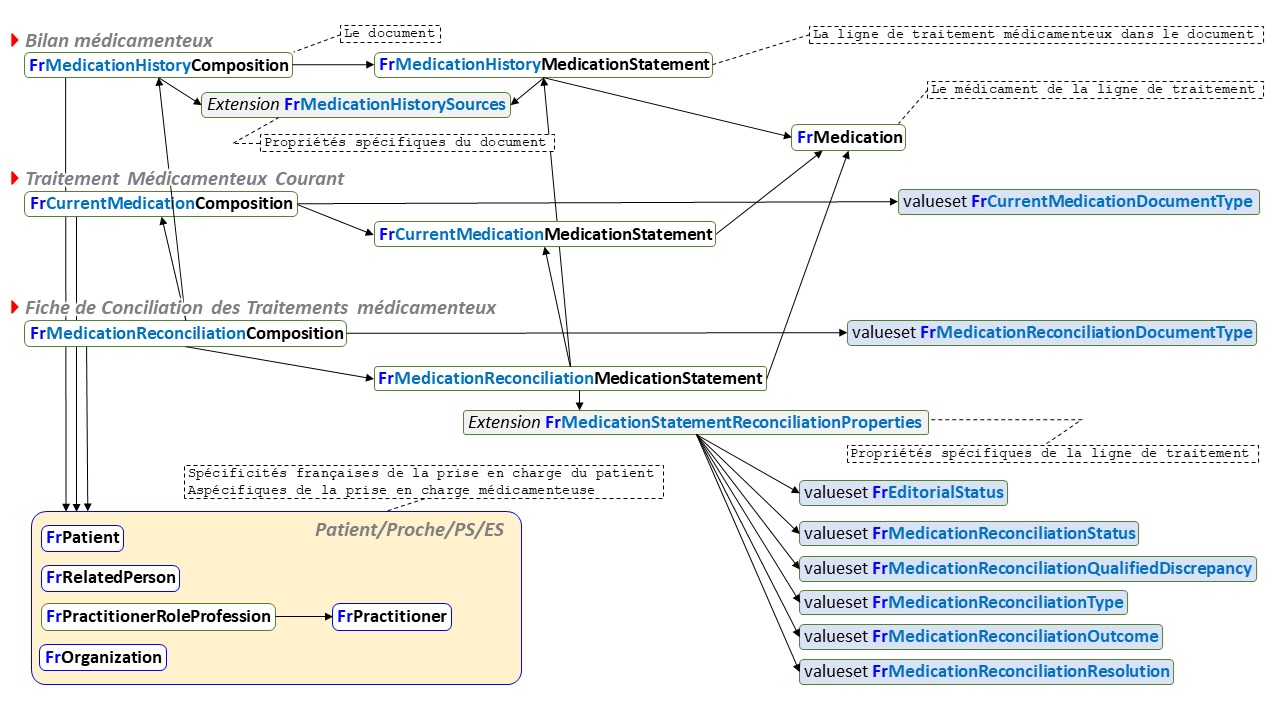 Bilan médicamenteux
Le document
La ligne de traitement médicamenteux dans le document
FrMedicationHistoryComposition
FrMedicationHistoryMedicationStatement
Le médicament de la ligne de traitement
Extension FrMedicationHistorySources
Propriétés spécifiques du document
FrMedication
Traitement Médicamenteux Courant
FrCurrentMedicationComposition
valueset FrCurrentMedicationDocumentType
FrCurrentMedicationMedicationStatement
Fiche de Conciliation des Traitements médicamenteux
FrMedicationReconciliationComposition
valueset FrMedicationReconciliationDocumentType
FrMedicationReconciliationMedicationStatement
Extension FrMedicationStatementReconciliationProperties
Propriétés spécifiques de la ligne de traitement
Spécificités françaises de la prise en charge du patient
Aspécifiques de la prise en charge médicamenteuse
valueset FrEditorialStatus
valueset FrMedicationReconciliationStatus
valueset FrMedicationReconciliationQualifiedDiscrepancy
valueset FrMedicationReconciliationType
valueset FrMedicationReconciliationOutcome
valueset FrMedicationReconciliationResolution
Patient/Proche/PS/ES
FrPatient
FrRelatedPerson
FrPractitionerRoleProfession
FrPractitioner
FrOrganization